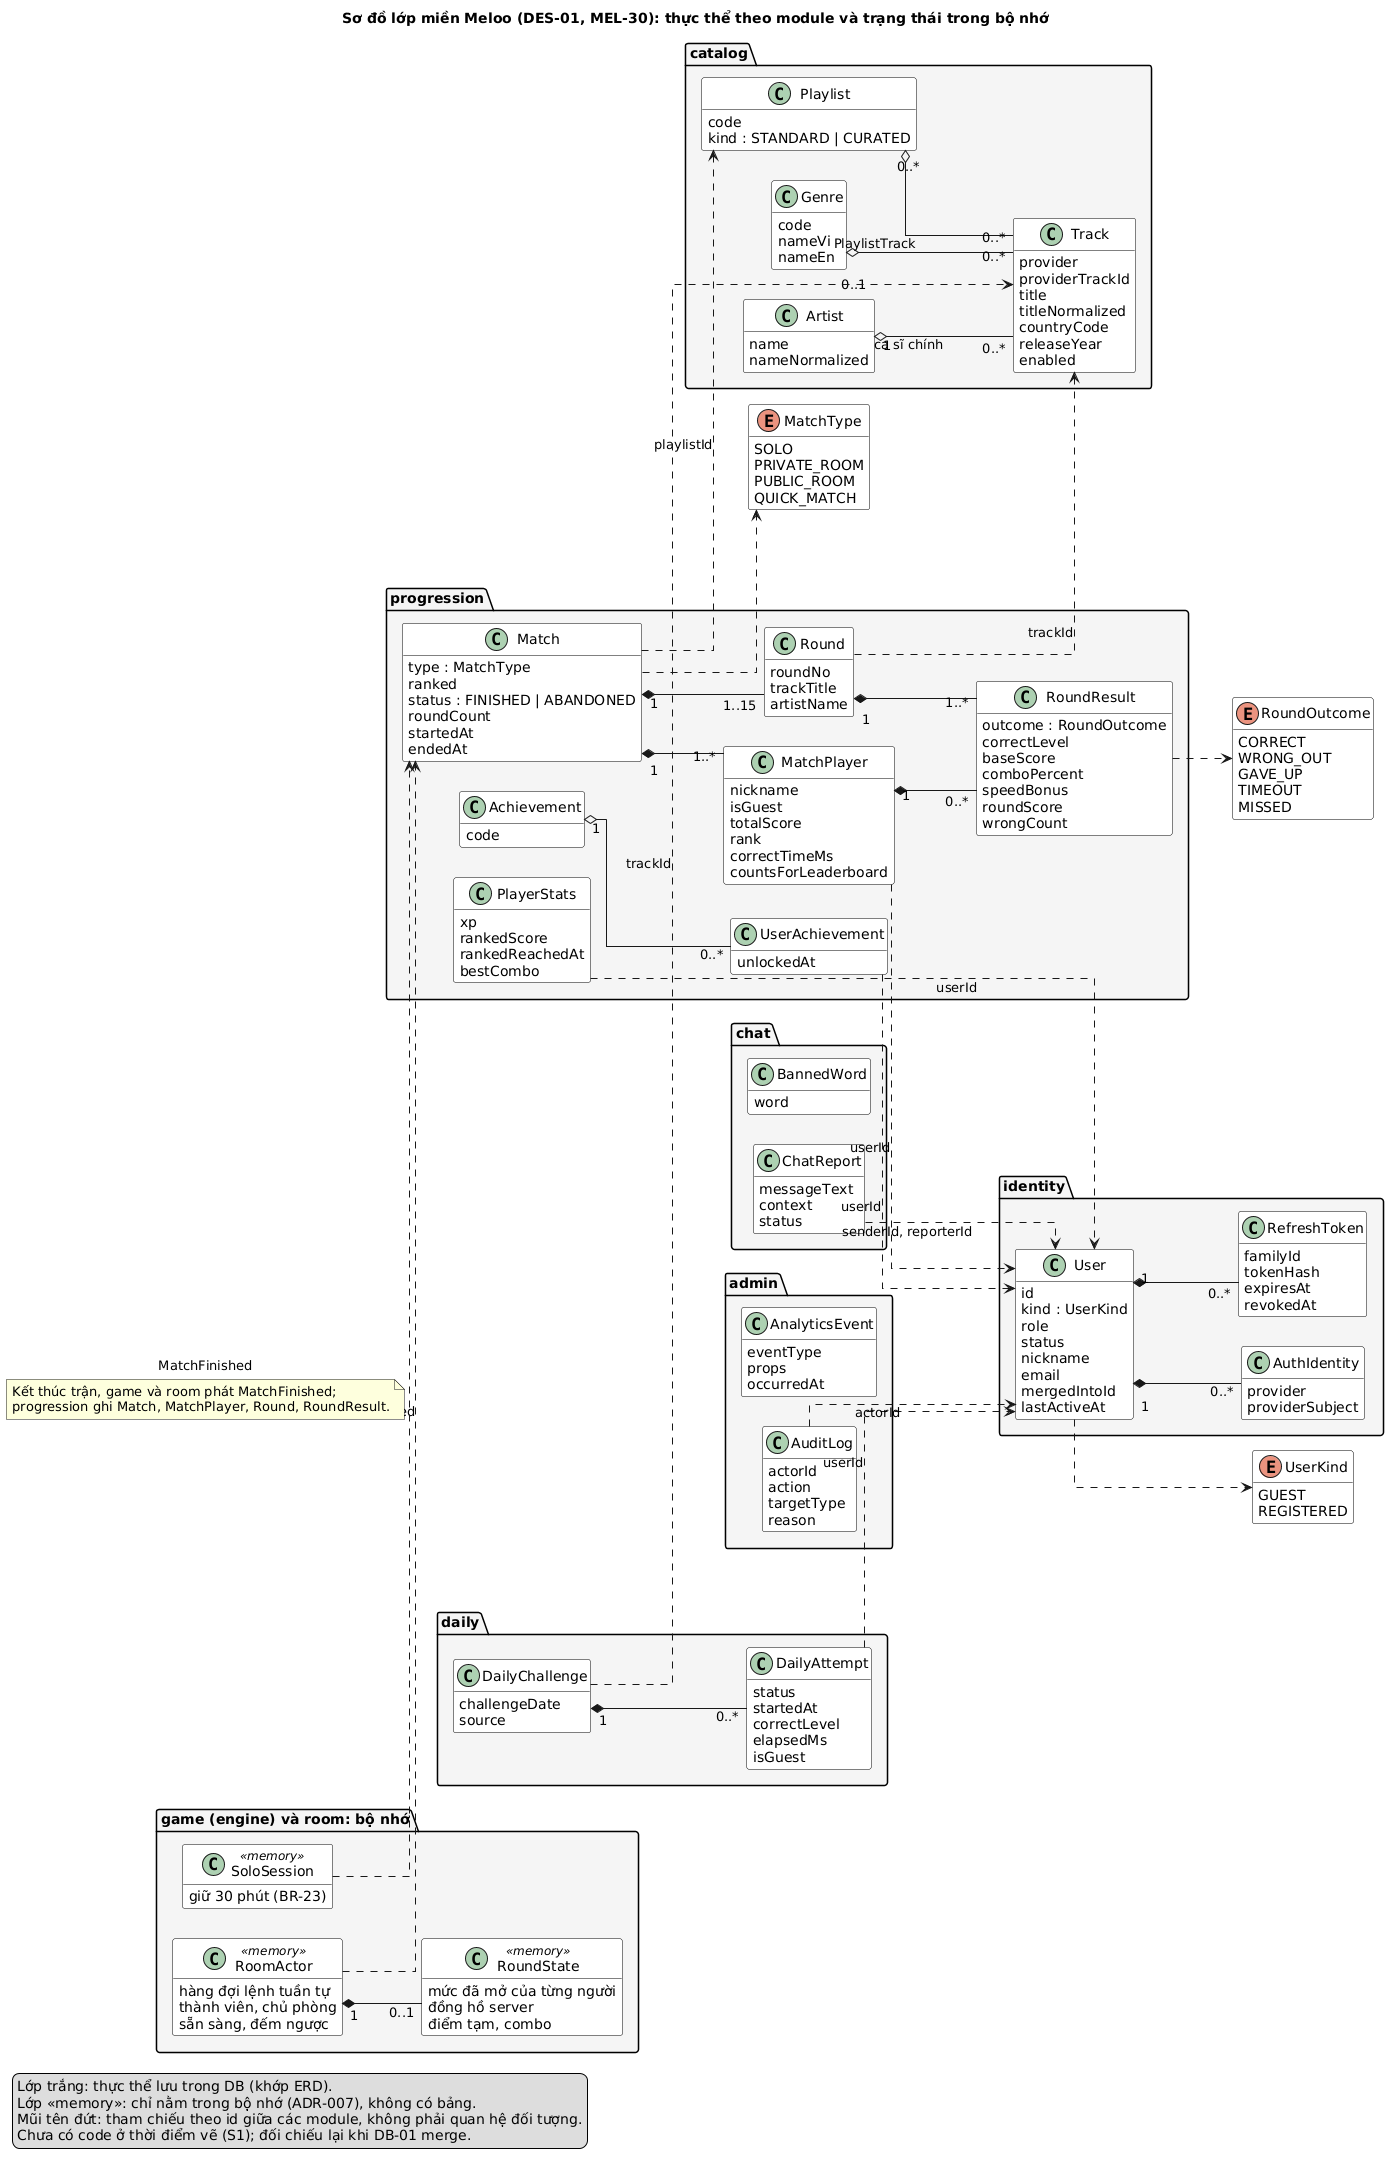 Sơ đồ lớp miền Meloo (DES-01, MEL-30): thực thể theo module và trạng thái trong bộ nhớ
catalog
C Playlist
code
kind : STANDARD | CURATED
0..*
C Genre
code
nameVi
nameEn
PlaylistTrack
0..*
0..*
C Track
provider
providerTrackId
title
titleNormalized
countryCode
releaseYear
enabled
0..1
C Artist
name
nameNormalized
1
ca sĩ chính
0..*
playlistId
E MatchType
SOLO
PRIVATE_ROOM
PUBLIC_ROOM
QUICK_MATCH
progression
trackId
C Match
type : MatchType
ranked
status : FINISHED | ABANDONED
roundCount
startedAt
endedAt
1
1..15
1
1..*
C Round
roundNo
trackTitle
artistName
1
1..*
C RoundResult
outcome : RoundOutcome
correctLevel
baseScore
comboPercent
speedBonus
roundScore
wrongCount
E RoundOutcome
CORRECT
WRONG_OUT
GAVE_UP
TIMEOUT
MISSED
C MatchPlayer
nickname
isGuest
totalScore
rank
correctTimeMs
countsForLeaderboard
1
0..*
C Achievement
code
1
trackId
C PlayerStats
xp
rankedScore
rankedReachedAt
bestCombo
0..*
C UserAchievement
unlockedAt
userId
chat
C BannedWord
word
userId
C ChatReport
messageText
context
status
userId
senderId, reporterId
identity
C User
id
kind : UserKind
role
status
nickname
email
mergedIntoId
lastActiveAt
1
0..*
1
0..*
C RefreshToken
familyId
tokenHash
expiresAt
revokedAt
C AuthIdentity
provider
providerSubject
admin
C AnalyticsEvent
eventType
props
occurredAt
actorId
C AuditLog
actorId
action
targetType
reason
userId
E UserKind
GUEST
REGISTERED
MatchFinished
Kết thúc trận, game và room phát MatchFinished;
progression ghi Match, MatchPlayer, Round, RoundResult.
ed
daily
C DailyChallenge
challengeDate
source
1
0..*
C DailyAttempt
status
startedAt
correctLevel
elapsedMs
isGuest
game (engine) và room: bộ nhớ
C «memory»
SoloSession
giữ 30 phút (BR-23)
C «memory»
RoomActor
hàng đợi lệnh tuần tự
thành viên, chủ phòng
sẵn sàng, đếm ngược
1
0..1
C «memory»
RoundState
mức đã mở của từng người
đồng hồ server
điểm tạm, combo
Lớp trắng: thực thể lưu trong DB (khớp ERD).
Lớp «memory»: chỉ nằm trong bộ nhớ (ADR-007), không có bảng.
Mũi tên đứt: tham chiếu theo id giữa các module, không phải quan hệ đối tượng.
Chưa có code ở thời điểm vẽ (S1); đối chiếu lại khi DB-01 merge.